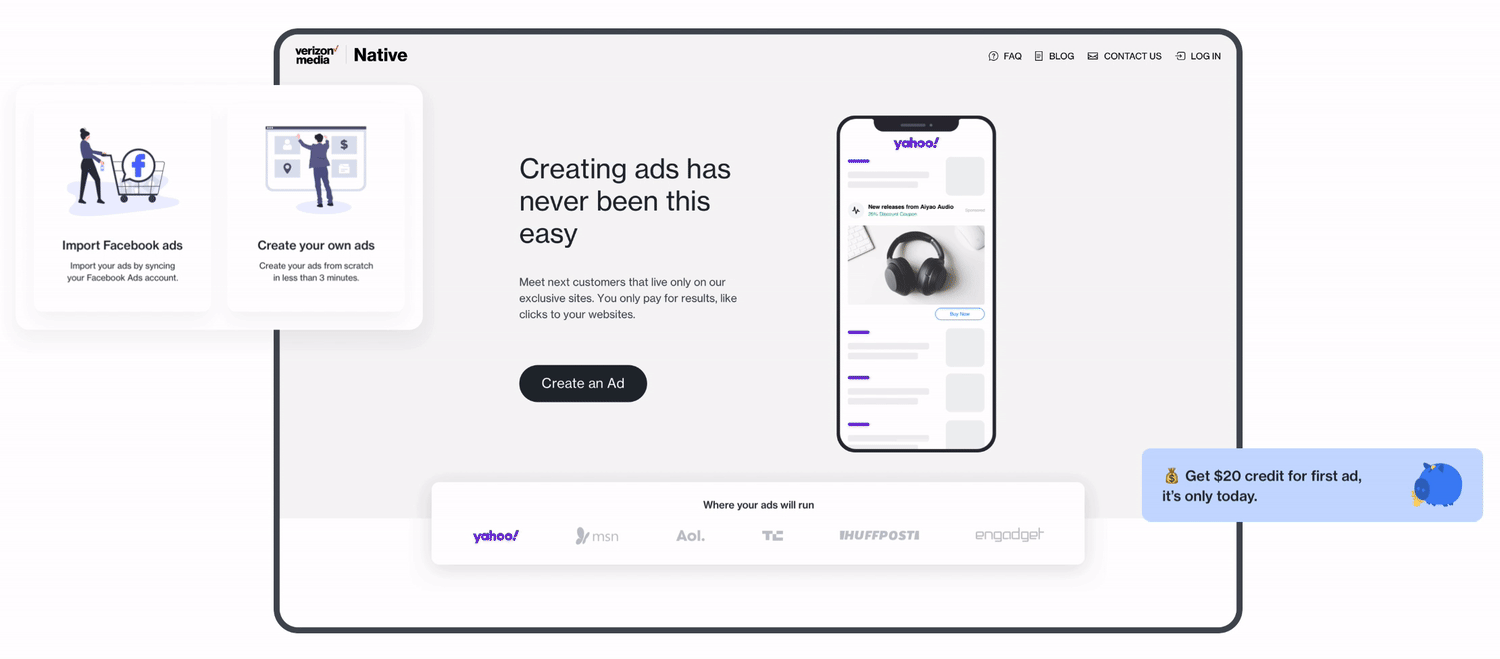 verizon
media
Native
FAQ
BLOG
CONTACT US
LOG IN
Import Facebook ads
Import your ads by syncing
your Facebook Ads account.
Create your own ads
Create your ads from scratch
in less than 3 minutes.
Creating ads has
never been this
easy
Meet next customers that live only on our
exclusive sites. You only pay for results, like
clicks to your websites.
Create an Ad
yahoo!
New releases from Aiyao Audio
26% Discount Coupon
Sponsored
Buy Now
Get $20 credit for first ad,
it's only today.
Where your ads will run
yahoo!
msn
Aol.
TC
HUFFPOST
engadget